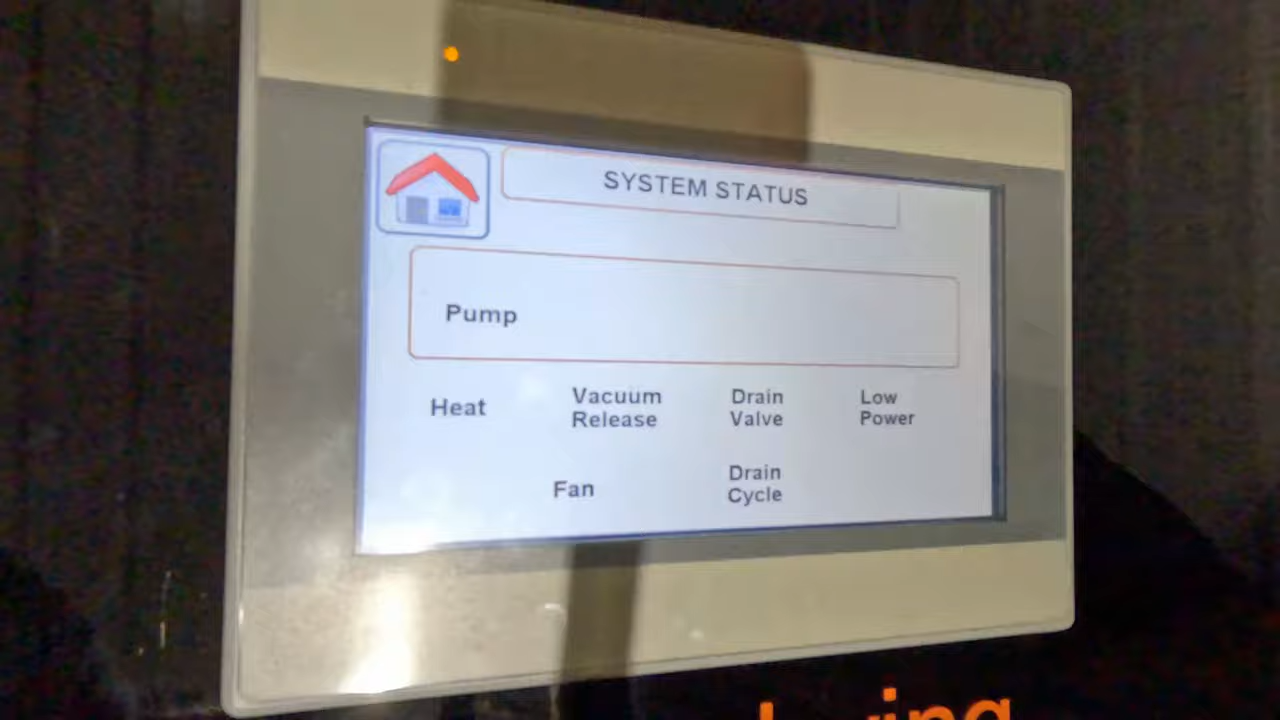 SYSTEM STATUS
Pump
Heat
Vacuum
Release
Drain
Valve
Low
Power
Fan
Drain
Cycle